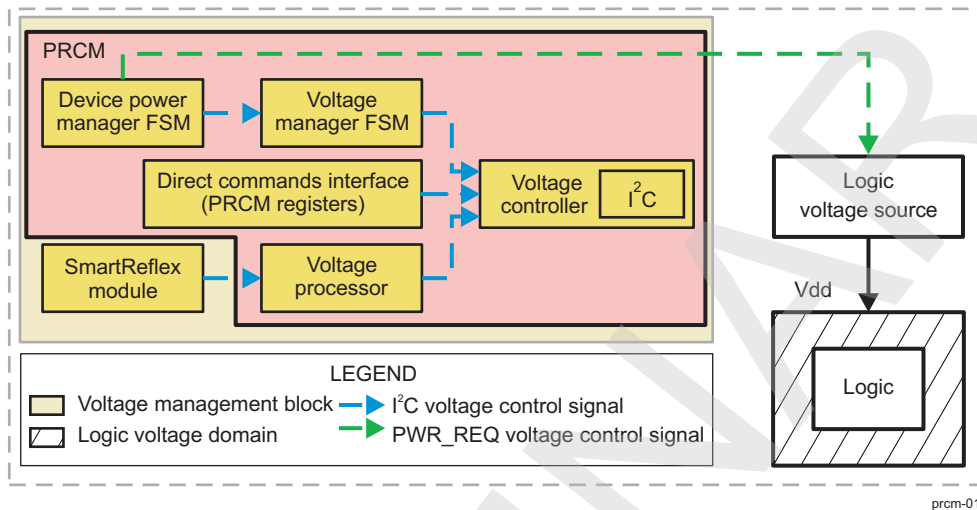 PRCM
Device power
manager FSM
Voltage
manager FSM
Direct commands interface
(PRCM registers)
Voltage
controller
I²C
SmartReflex
module
Voltage
processor
Logic
voltage source
Vdd
Logic
LEGEND
Voltage management block
I²C voltage control signal
Logic voltage domain
PWR_REQ voltage control signal
prcm-01